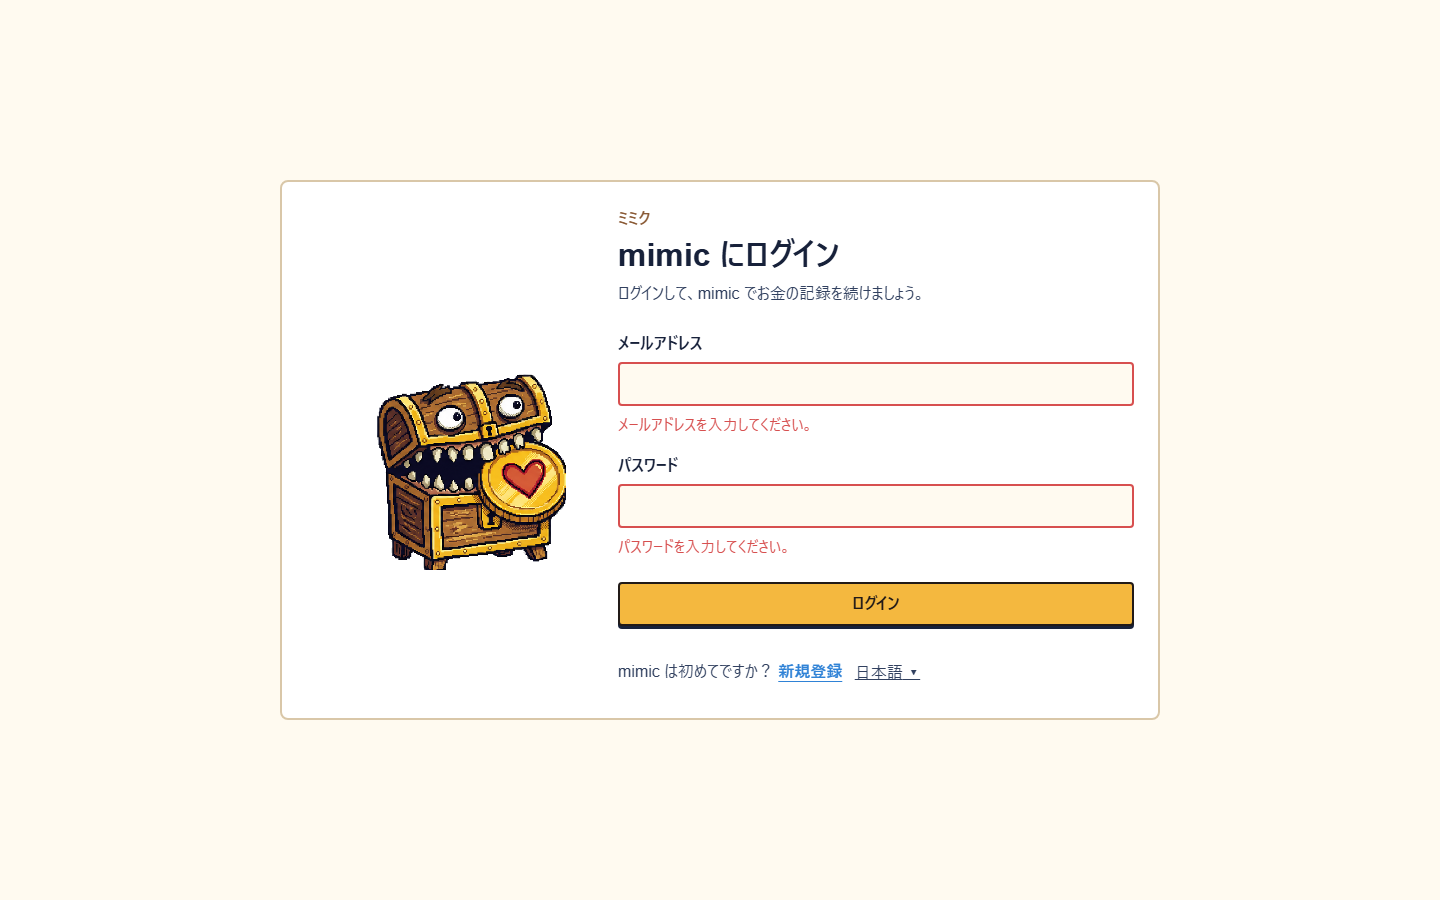 ミミク
mimic にログイン
ログインして、mimic でお金の記録を続けましょう。
メールアドレス
メールアドレスを入力してください。
パスワード
パスワードを入力してください。
ログイン
mimic は初めてですか？ 新規登録 日本語 ▾